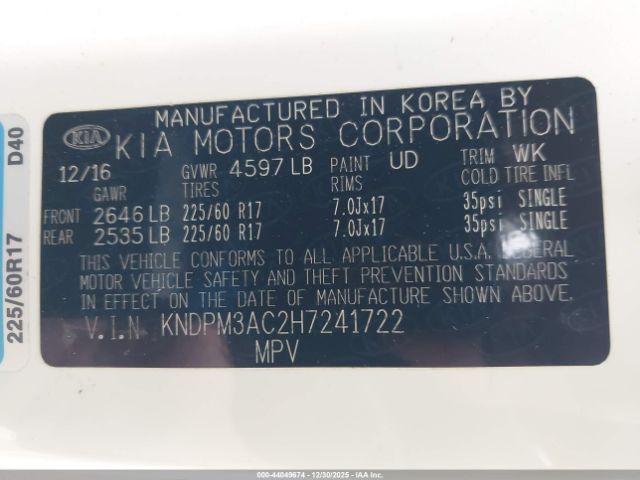 MANUFACTURED IN KOREA BY
KIA KIA MOTORS CORPORATION
12/16 GVWR 4597 LB PAINT UD TRIM WK
GAWR TIRES RIMS COLD TIRE INFL
FRONT 2646 LB 225/60 R17 7.0Jx17 35psi SINGLE
REAR 2535 LB 225/60 R17 7.0Jx17 35psi SINGLE
THIS VEHICLE CONFORMS TO ALL APPLICABLE U.S.A. FEDERAL
MOTOR VEHICLE SAFETY AND THEFT PREVENTION STANDARDS
IN EFFECT ON THE DATE OF MANUFACTURE SHOWN ABOVE.
V.I.N KNDPM3AC2H7241722
MPV
225/60R17 D40
000-44049674 - 12/30/2025 - IAAI.com